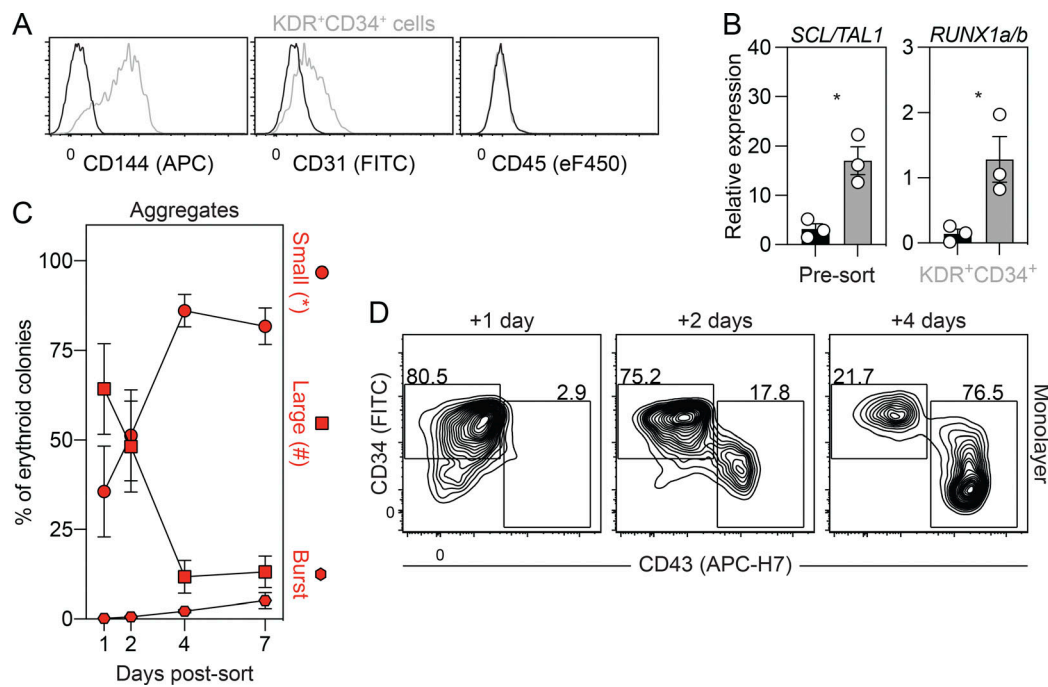 A
KDR+CD34+ cells
0
0
0
CD144 (APC)
CD31 (FITC)
CD45 (eF450)
B
SCL/TAL1
RUNX1a/b
Relative expression
40
30
20
10
0
*
3
2
1
0
*
Pre-sort
KDR+CD34+
C
Aggregates
% of erythroid colonies
100
75
50
25
0
1
2
4
7
Days post-sort
Small (*)
Large (#)
Burst
D
+1 day
+2 days
+4 days
80.5
2.9
75.2
17.8
21.7
76.5
CD34 (FITC)
0
0
CD43 (APC-H7)
Monolayer